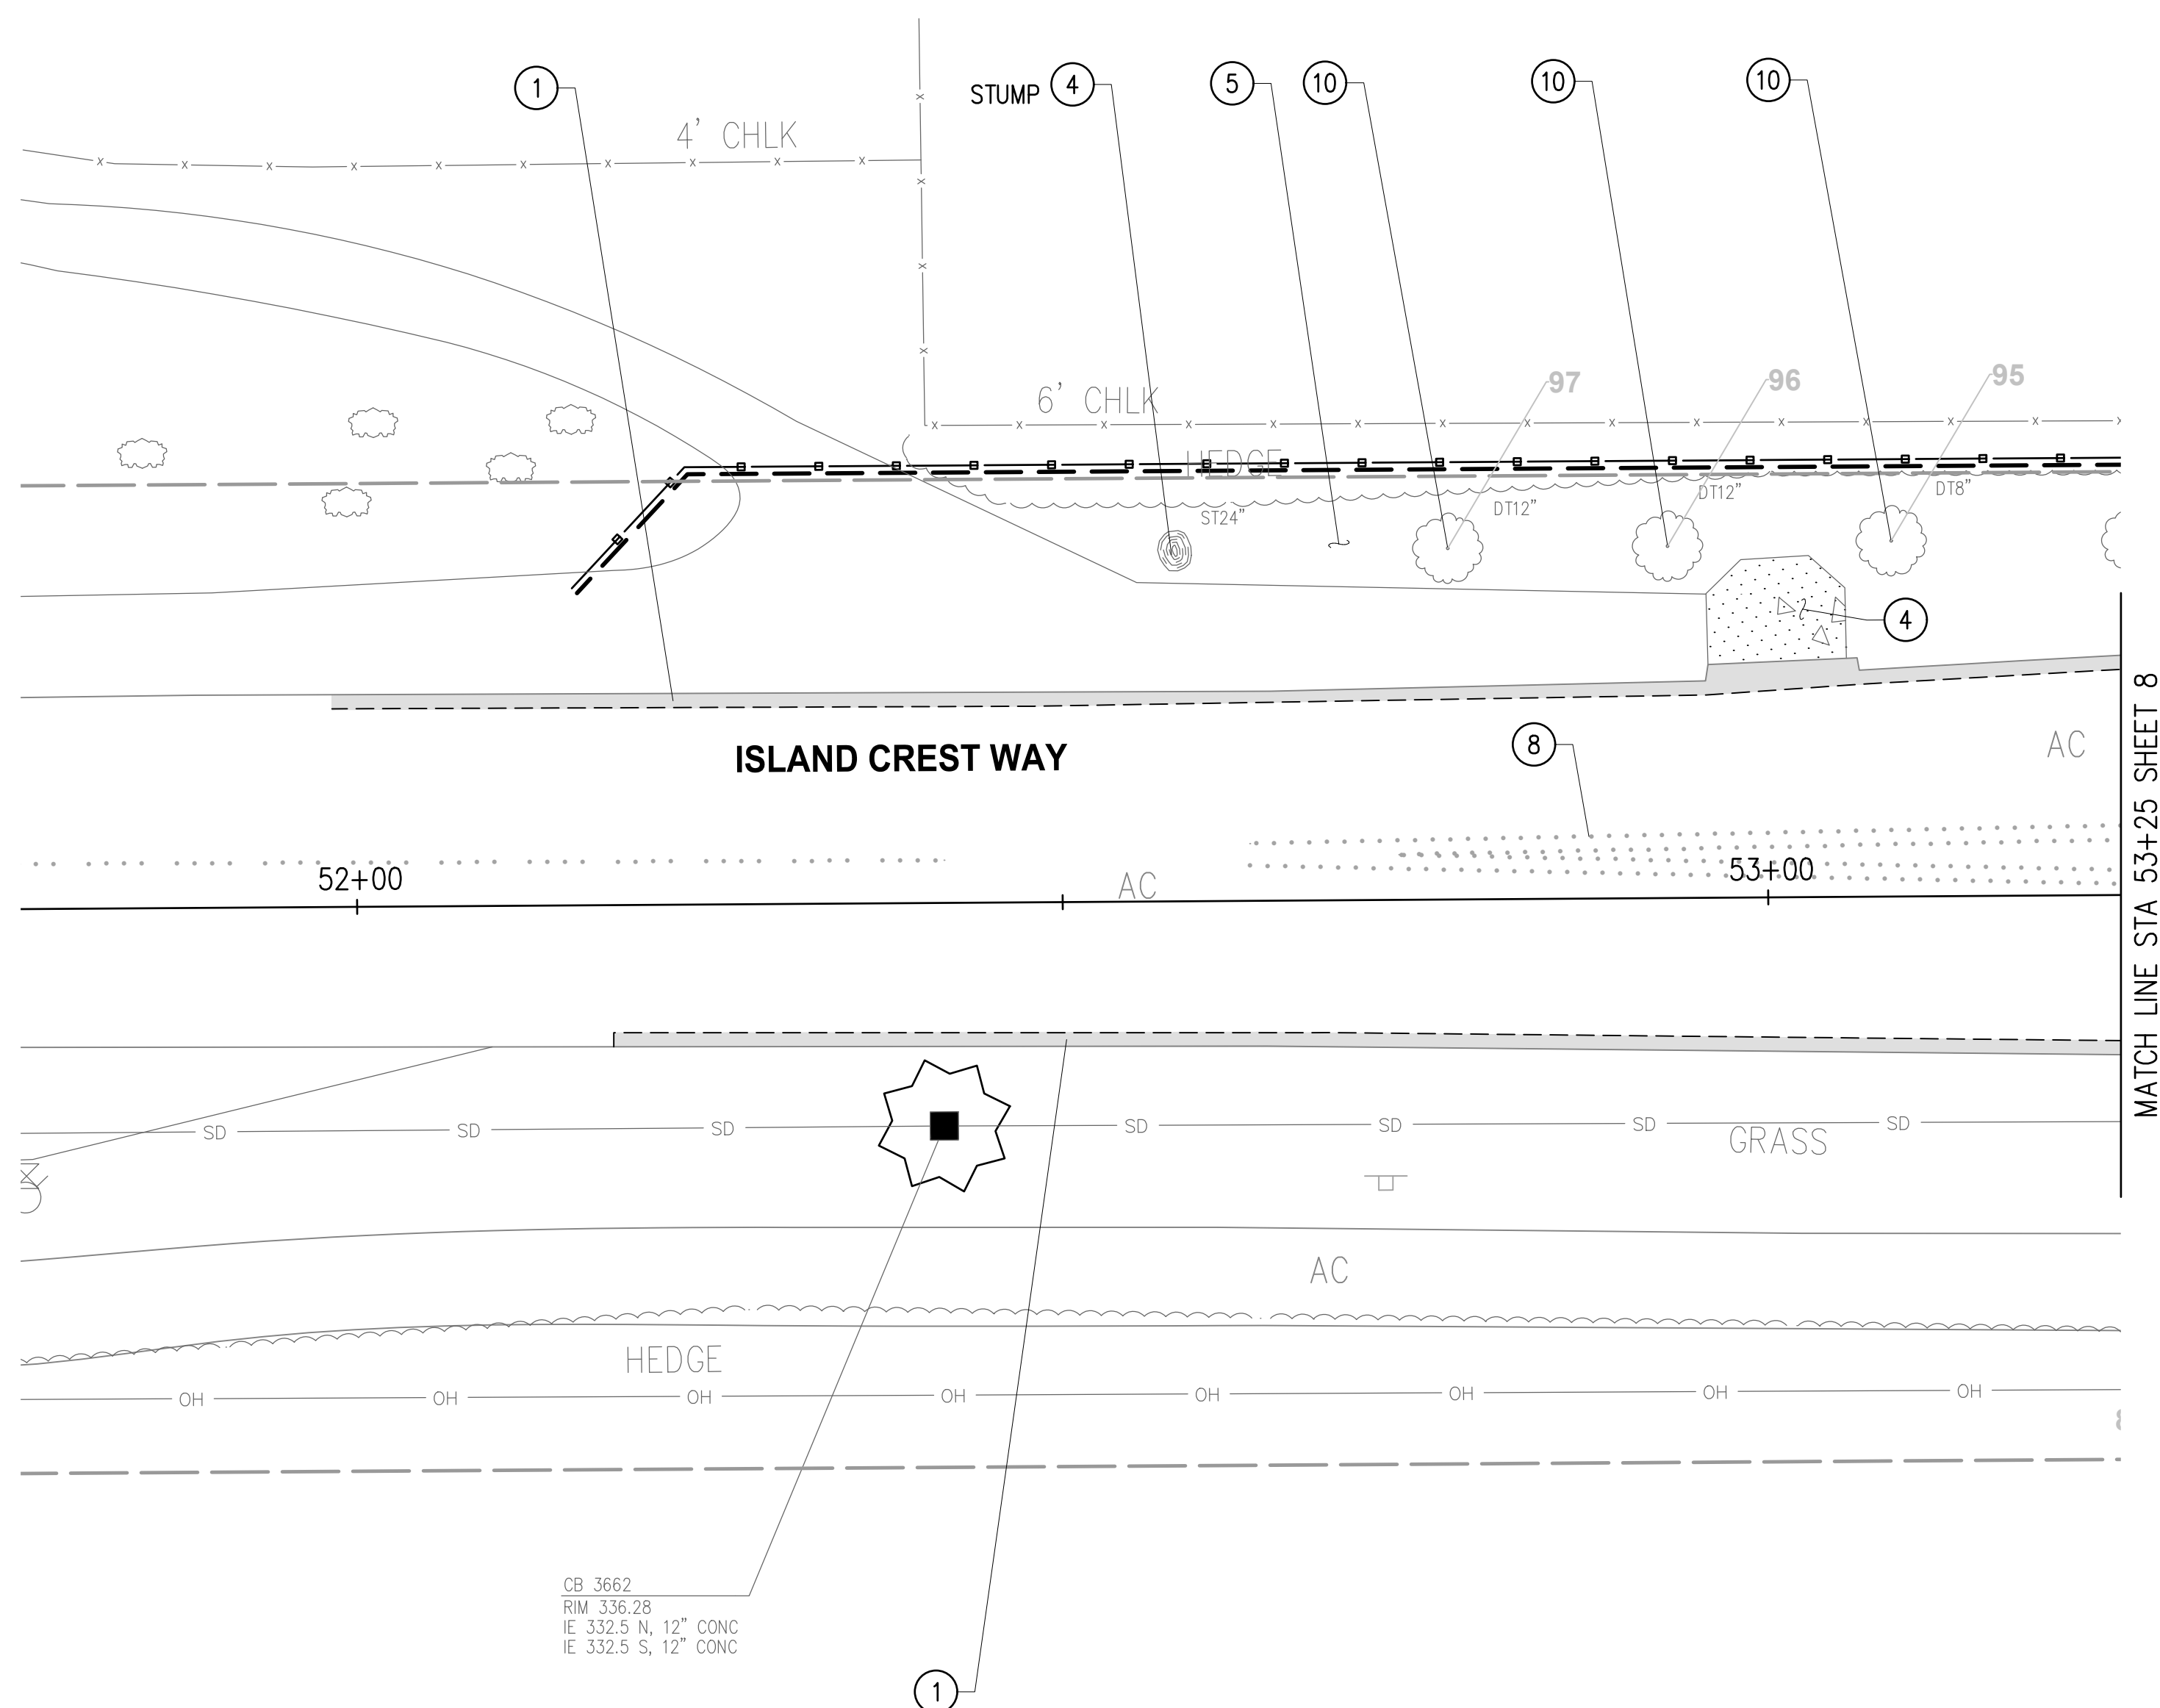 1
STUMP 4
5
10
10
10
4' CHLK
6' CHLK
97
96
95
HEDGE
ST24"
DT12"
DT12"
DT8"
4
ISLAND CREST WAY
8
AC
MATCH LINE STA 53+25 SHEET 8
52+00
AC
53+00
SD SD SD SD SD SD SD
GRASS
AC
HEDGE
OH OH OH OH OH OH OH OH
CB 3662
RIM 336.28
IE 332.5 N, 12" CONC
IE 332.5 S, 12" CONC
1